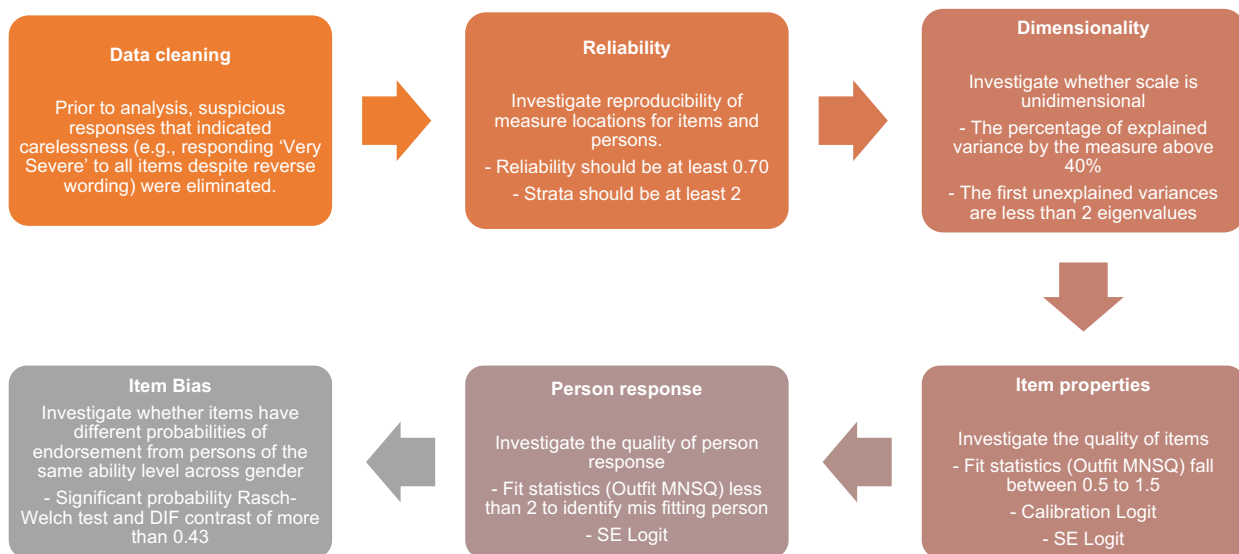 Data cleaning
Prior to analysis, suspicious
responses that indicated
carelessness (e.g., responding ‘Very
Severe’ to all items despite reverse
wording) were eliminated.
Reliability
Investigate reproducibility of
measure locations for items and
persons.
- Reliability should be at least 0.70
- Strata should be at least 2
Dimensionality
Investigate whether scale is
unidimensional
- The percentage of explained
variance by the measure above
40%
- The first unexplained variances
are less than 2 eigenvalues
Item properties
Investigate the quality of items
- Fit statistics (Outfit MNSQ) fall
between 0.5 to 1.5
- Calibration Logit
- SE Logit
Person response
Investigate the quality of person
response
- Fit statistics (Outfit MNSQ) less
than 2 to identify mis fitting person
- SE Logit
Item Bias
Investigate whether items have
different probabilities of
endorsement from persons of the
same ability level across gender
- Significant probability Rasch-
Welch test and DIF contrast of more
than 0.43